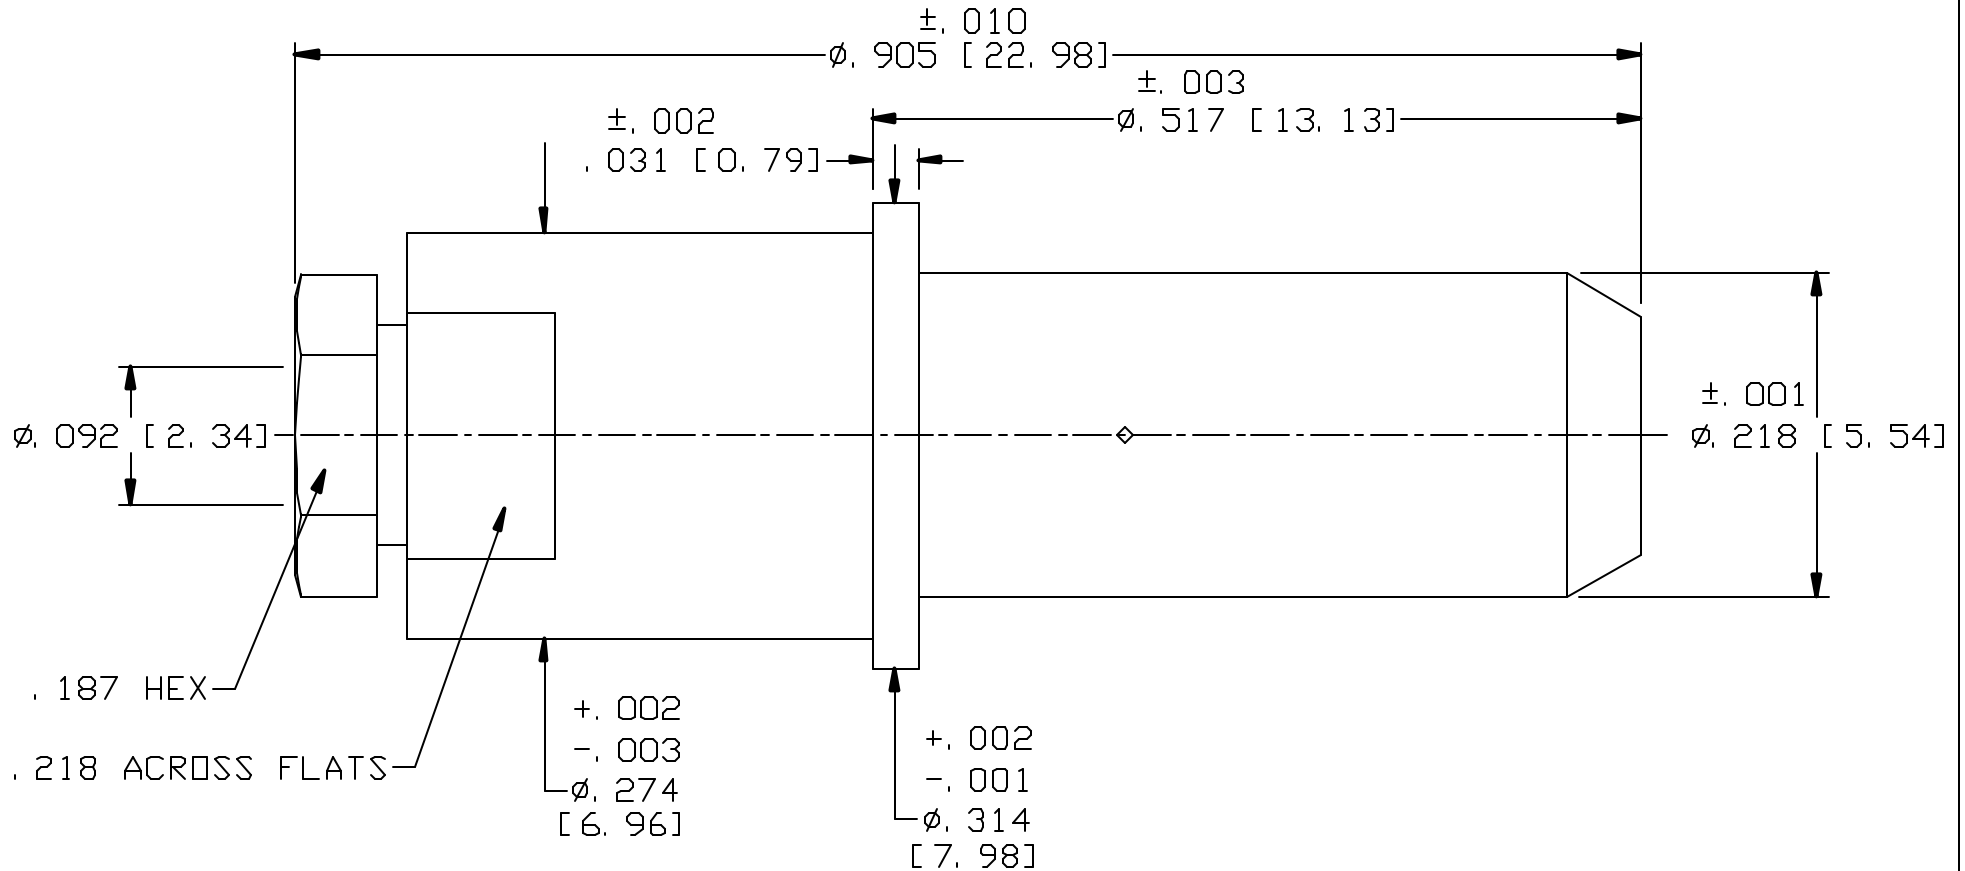 ±.010
Ø.905 [22.98]
±.003
Ø.517 [13.13]
±.002
.031 [0.79]
±.001
Ø.218 [5.54]
Ø.092 [2.34]
.187 HEX
.218 ACROSS FLATS
+.002
-.003
Ø.274
[6.96]
+.002
-.001
Ø.314
[7.98]